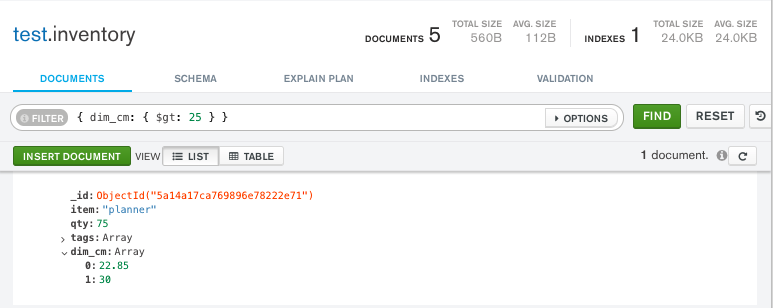 test.inventory
DOCUMENTS 5 TOTAL SIZE 560B AVG. SIZE 112B INDEXES 1 TOTAL SIZE 24.0KB AVG. SIZE 24.0KB
DOCUMENTS SCHEMA EXPLAIN PLAN INDEXES VALIDATION
FILTER { dim_cm: { $gt: 25 } } OPTIONS FIND RESET
INSERT DOCUMENT VIEW LIST TABLE 1 document.
_id: ObjectId("5a14a17ca769896e78222e71")
item: "planner"
qty: 75
tags: Array
dim_cm: Array
0: 22.85
1: 30